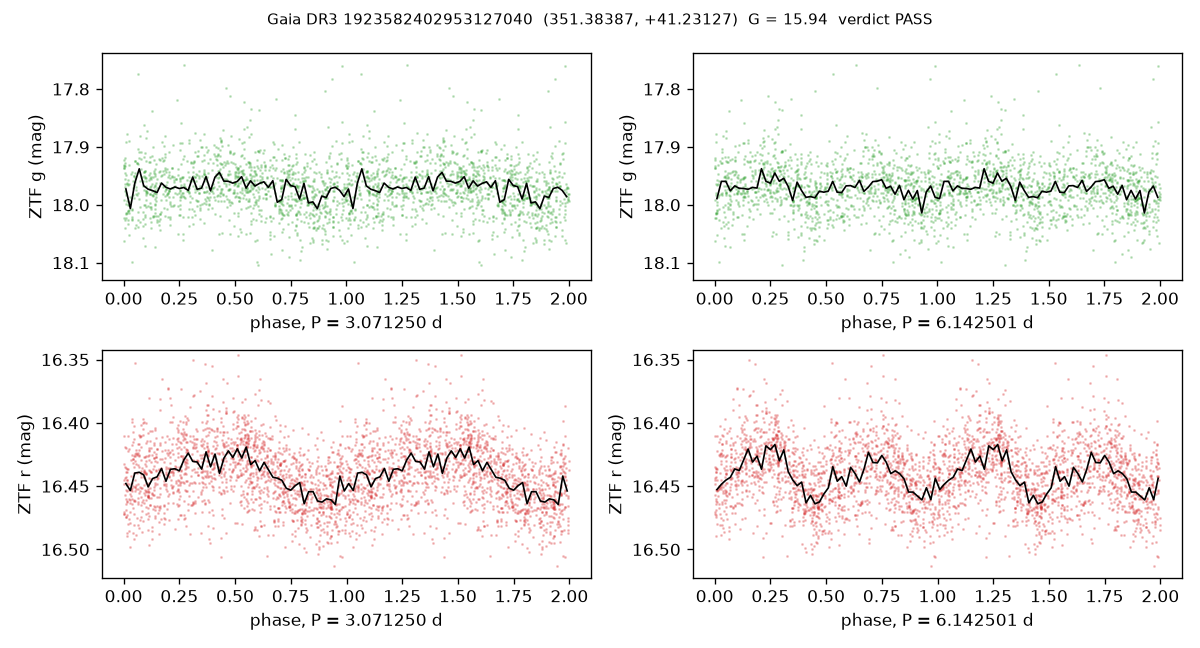 Gaia DR3 1923582402953127040  (351.38387, +41.23127)  G = 15.94  verdict PASS
ZTF g (mag)
17.8
17.9
18.0
18.1
0.00 0.25 0.50 0.75 1.00 1.25 1.50 1.75 2.00
phase, P = 3.071250 d
ZTF g (mag)
17.8
17.9
18.0
18.1
0.00 0.25 0.50 0.75 1.00 1.25 1.50 1.75 2.00
phase, P = 6.142501 d
ZTF r (mag)
16.35
16.40
16.45
16.50
0.00 0.25 0.50 0.75 1.00 1.25 1.50 1.75 2.00
phase, P = 3.071250 d
ZTF r (mag)
16.35
16.40
16.45
16.50
0.00 0.25 0.50 0.75 1.00 1.25 1.50 1.75 2.00
phase, P = 6.142501 d